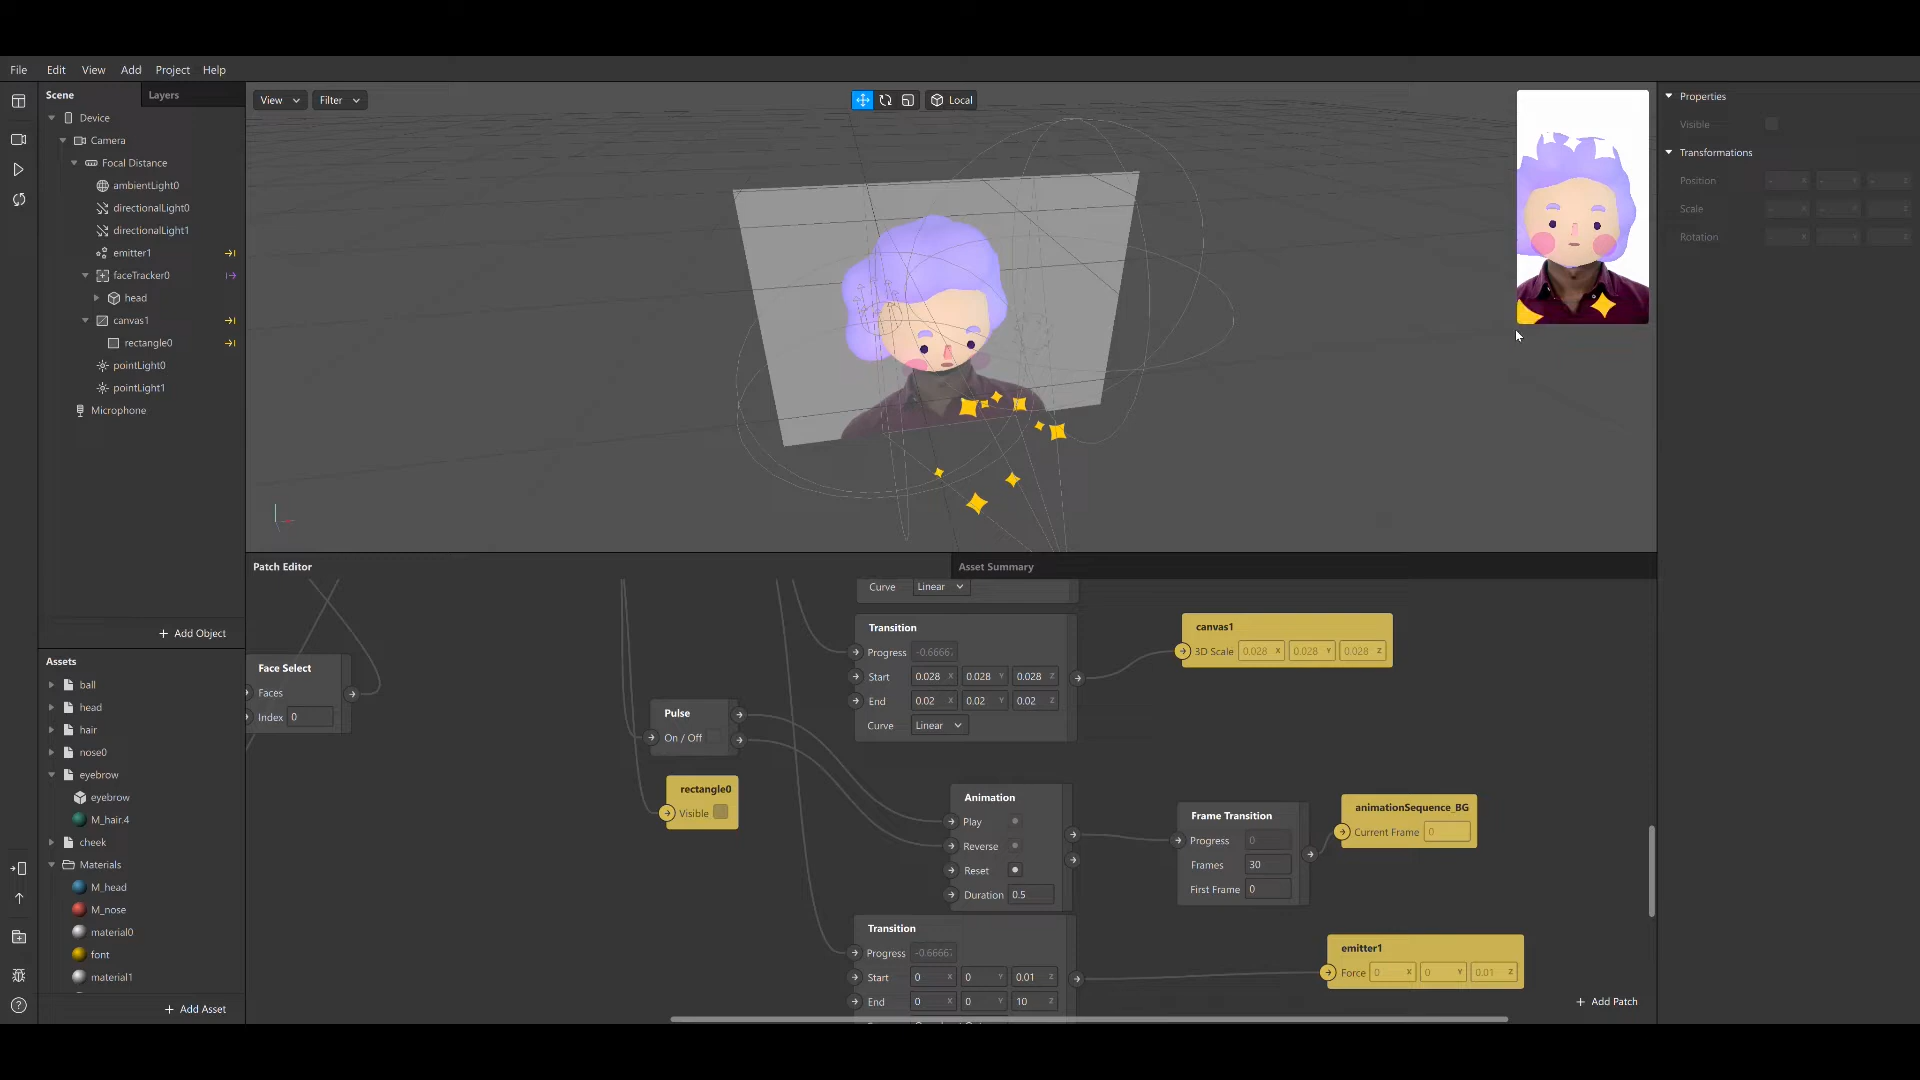 File Edit View Add Project Help
Scene Layers
View Filter Local
Properties
Visible
Transformations
Position - X - Y - Z
Scale - X - Y - Z
Rotation - X - Y - Z
Device
Camera
Focal Distance
ambientLight0
directionalLight0
directionalLight1
emitter1
faceTracker0
head
canvas1
rectangle0
pointLight0
pointLight1
Microphone
+ Add Object
Assets
ball
head
hair
nose0
eyebrow
eyebrow
M_hair.4
cheek
Materials
M_head
M_nose
material0
font
material1
+ Add Asset
Patch Editor
Asset Summary
Face Select
Faces
Index 0
Pulse
On / Off
rectangle0
Visible
Curve Linear
Transition
Progress
Start 0.028 X 0.028 Y 0.028 Z
End 0.02 X 0.02 Y 0.02 Z
Curve Linear
canvas1
3D Scale 0.028 X 0.028 Y 0.028 Z
Animation
Play
Reverse
Reset
Duration 0.5
Frame Transition
Progress 0
Frames 30
First Frame 0
animationSequence_BG
Current Frame 0
Transition
Progress
Start 0 X 0 Y 0.01 Z
End 0 X 0 Y 10 Z
emitter1
Force 0 X 0 Y 0.01 Z
+ Add Patch